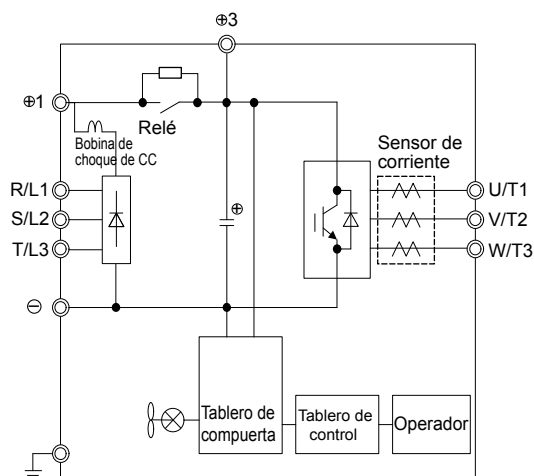 ⊕3
⊕1
Relé
Bobina de
choque de CC
Sensor de
corriente
R/L1
S/L2
T/L3
⊕
U/T1
V/T2
W/T3
⊖
Tablero de
compuerta
Tablero de
control
Operador